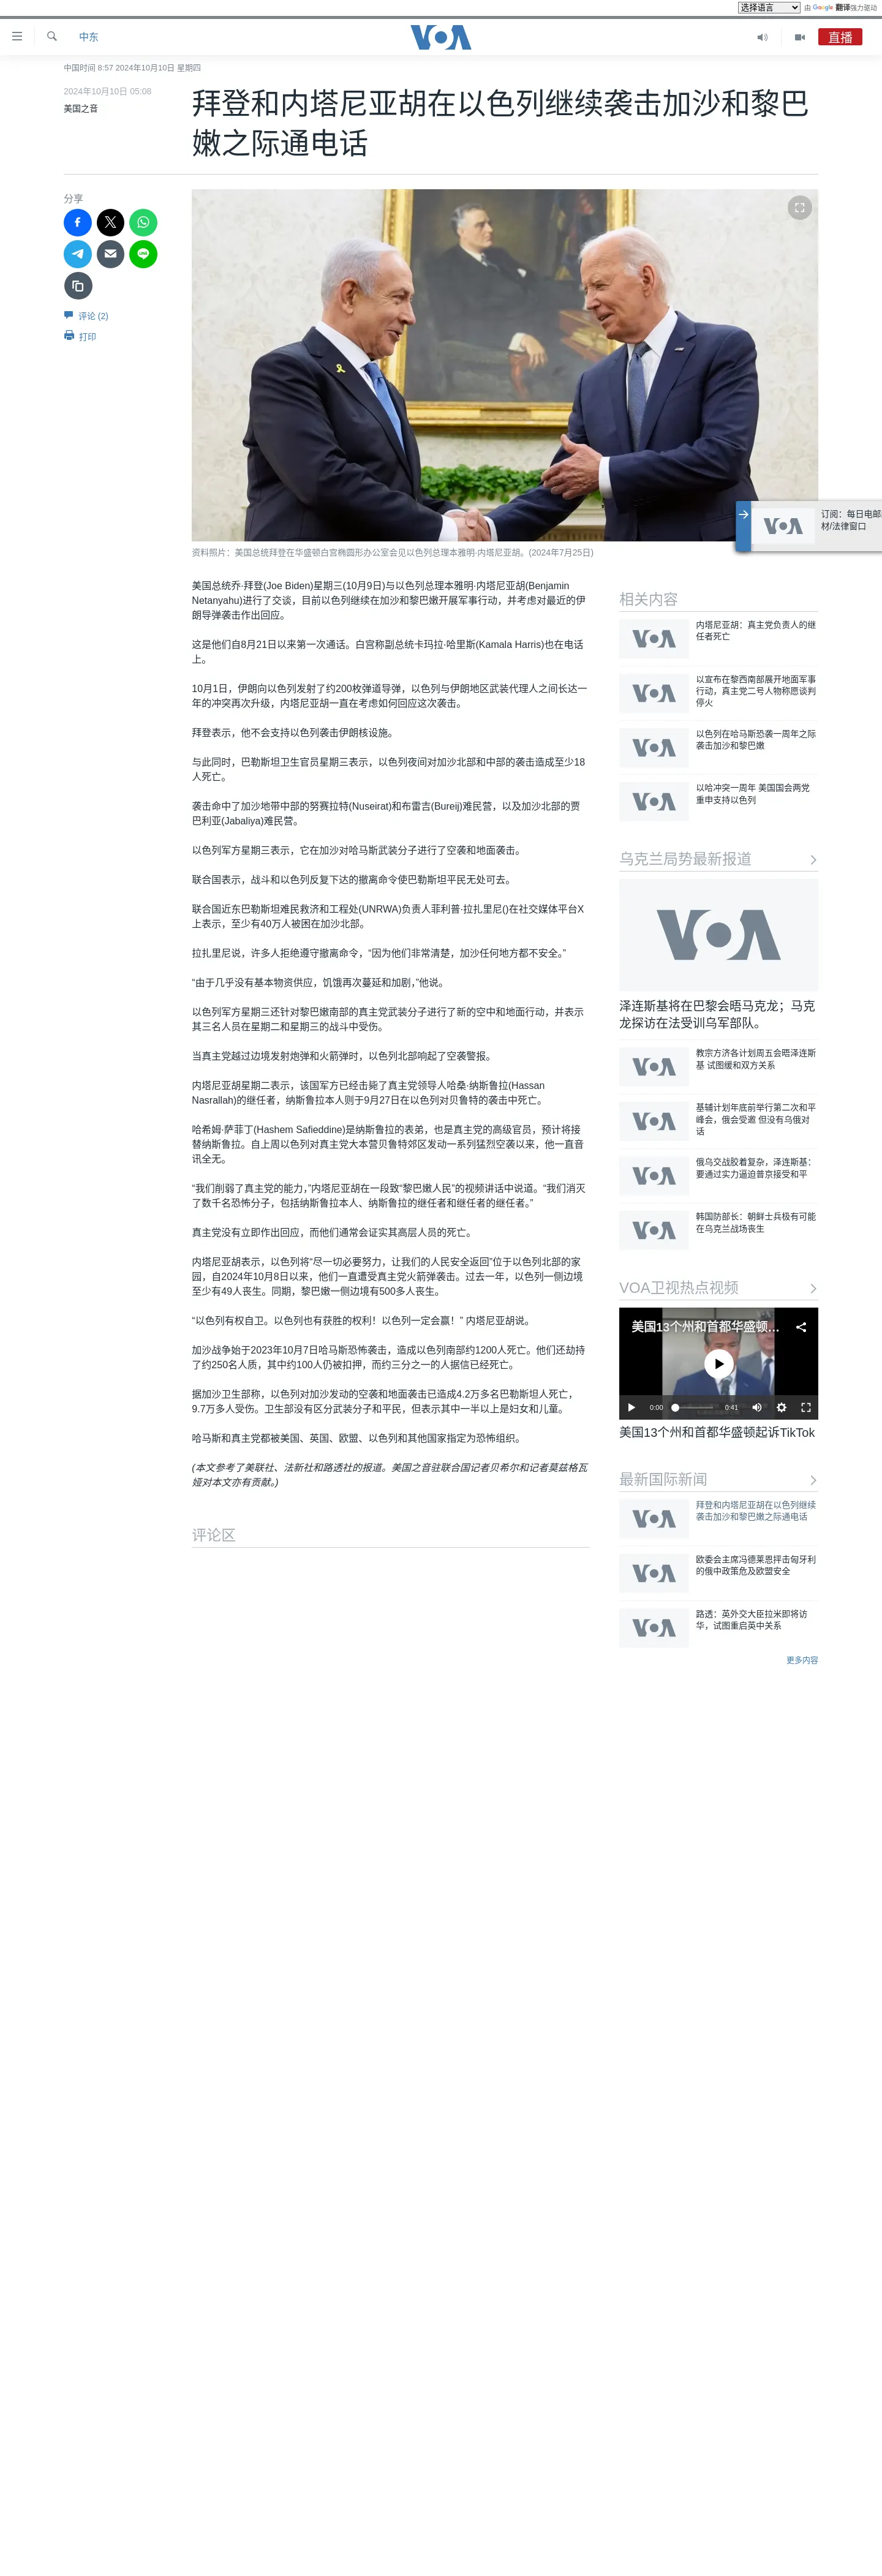 选择语言 由 Google 翻译强力驱动
中东
VOA
直播
中国时间 8:57 2024年10月10日 星期四
2024年10月10日 05:08
美国之音
拜登和内塔尼亚胡在以色列继续袭击加沙和黎巴
嫩之际通电话
分享
评论 (2)
打印
资料照片：美国总统拜登在华盛顿白宫椭圆形办公室会见以色列总理本雅明·内塔尼亚胡。(2024年7月25日)
VOA
订阅：每日电邮
材/法律窗口
美国总统乔·拜登(Joe Biden)星期三(10月9日)与以色列总理本雅明·内塔尼亚胡(Benjamin
Netanyahu)进行了交谈，目前以色列继续在加沙和黎巴嫩开展军事行动，并考虑对最近的伊
朗导弹袭击作出回应。
这是他们自8月21日以来第一次通话。白宫称副总统卡玛拉·哈里斯(Kamala Harris)也在电话
上。
10月1日，伊朗向以色列发射了约200枚弹道导弹，以色列与伊朗地区武装代理人之间长达一
年的冲突再次升级，内塔尼亚胡一直在考虑如何回应这次袭击。
拜登表示，他不会支持以色列袭击伊朗核设施。
与此同时，巴勒斯坦卫生官员星期三表示，以色列夜间对加沙北部和中部的袭击造成至少18
人死亡。
袭击命中了加沙地带中部的努赛拉特(Nuseirat)和布雷吉(Bureij)难民营，以及加沙北部的贾
巴利亚(Jabaliya)难民营。
以色列军方星期三表示，它在加沙对哈马斯武装分子进行了空袭和地面袭击。
联合国表示，战斗和以色列反复下达的撤离命令使巴勒斯坦平民无处可去。
联合国近东巴勒斯坦难民救济和工程处(UNRWA)负责人菲利普·拉扎里尼()在社交媒体平台X
上表示，至少有40万人被困在加沙北部。
拉扎里尼说，许多人拒绝遵守撤离命令，“因为他们非常清楚，加沙任何地方都不安全。”
“由于几乎没有基本物资供应，饥饿再次蔓延和加剧，”他说。
以色列军方星期三还针对黎巴嫩南部的真主党武装分子进行了新的空中和地面行动，并表示
其三名人员在星期二和星期三的战斗中受伤。
当真主党越过边境发射炮弹和火箭弹时，以色列北部响起了空袭警报。
内塔尼亚胡星期二表示，该国军方已经击毙了真主党领导人哈桑·纳斯鲁拉(Hassan
Nasrallah)的继任者，纳斯鲁拉本人则于9月27日在以色列对贝鲁特的袭击中死亡。
哈希姆·萨菲丁(Hashem Safieddine)是纳斯鲁拉的表弟，也是真主党的高级官员，预计将接
替纳斯鲁拉。自上周以色列对真主党大本营贝鲁特郊区发动一系列猛烈空袭以来，他一直音
讯全无。
“我们削弱了真主党的能力，”内塔尼亚胡在一段致“黎巴嫩人民”的视频讲话中说道。“我们消灭
了数千名恐怖分子，包括纳斯鲁拉本人、纳斯鲁拉的继任者和继任者的继任者。”
真主党没有立即作出回应，而他们通常会证实其高层人员的死亡。
内塔尼亚胡表示，以色列将“尽一切必要努力，让我们的人民安全返回”位于以色列北部的家
园，自2024年10月8日以来，他们一直遭受真主党火箭弹袭击。过去一年，以色列一侧边境
至少有49人丧生。同期，黎巴嫩一侧边境有500多人丧生。
“以色列有权自卫。以色列也有获胜的权利！以色列一定会赢！” 内塔尼亚胡说。
加沙战争始于2023年10月7日哈马斯恐怖袭击，造成以色列南部约1200人死亡。他们还劫持
了约250名人质，其中约100人仍被扣押，而约三分之一的人据信已经死亡。
据加沙卫生部称，以色列对加沙发动的空袭和地面袭击已造成4.2万多名巴勒斯坦人死亡，
9.7万多人受伤。卫生部没有区分武装分子和平民，但表示其中一半以上是妇女和儿童。
哈马斯和真主党都被美国、英国、欧盟、以色列和其他国家指定为恐怖组织。
(本文参考了美联社、法新社和路透社的报道。美国之音驻联合国记者贝希尔和记者莫兹格瓦
娅对本文亦有贡献。)
评论区
相关内容
VOA
内塔尼亚胡：真主党负责人的继
任者死亡
VOA
以宣布在黎西南部展开地面军事
行动，真主党二号人物称愿谈判
停火
VOA
以色列在哈马斯恐袭一周年之际
袭击加沙和黎巴嫩
VOA
以哈冲突一周年 美国国会两党
重申支持以色列
乌克兰局势最新报道
VOA
泽连斯基将在巴黎会晤马克龙；马克
龙探访在法受训乌军部队。
VOA
教宗方济各计划周五会晤泽连斯
基 试图缓和双方关系
VOA
基辅计划年底前举行第二次和平
峰会，俄会受邀 但没有乌俄对
话
VOA
俄乌交战胶着复杂，泽连斯基：
要通过实力逼迫普京接受和平
VOA
韩国防部长：朝鲜士兵极有可能
在乌克兰战场丧生
VOA卫视热点视频
美国13个州和首都华盛顿...
0:00 0:41
美国13个州和首都华盛顿起诉TikTok
最新国际新闻
VOA
拜登和内塔尼亚胡在以色列继续
袭击加沙和黎巴嫩之际通电话
VOA
欧委会主席冯德莱恩抨击匈牙利
的俄中政策危及欧盟安全
VOA
路透：英外交大臣拉米即将访
华，试图重启英中关系
更多内容